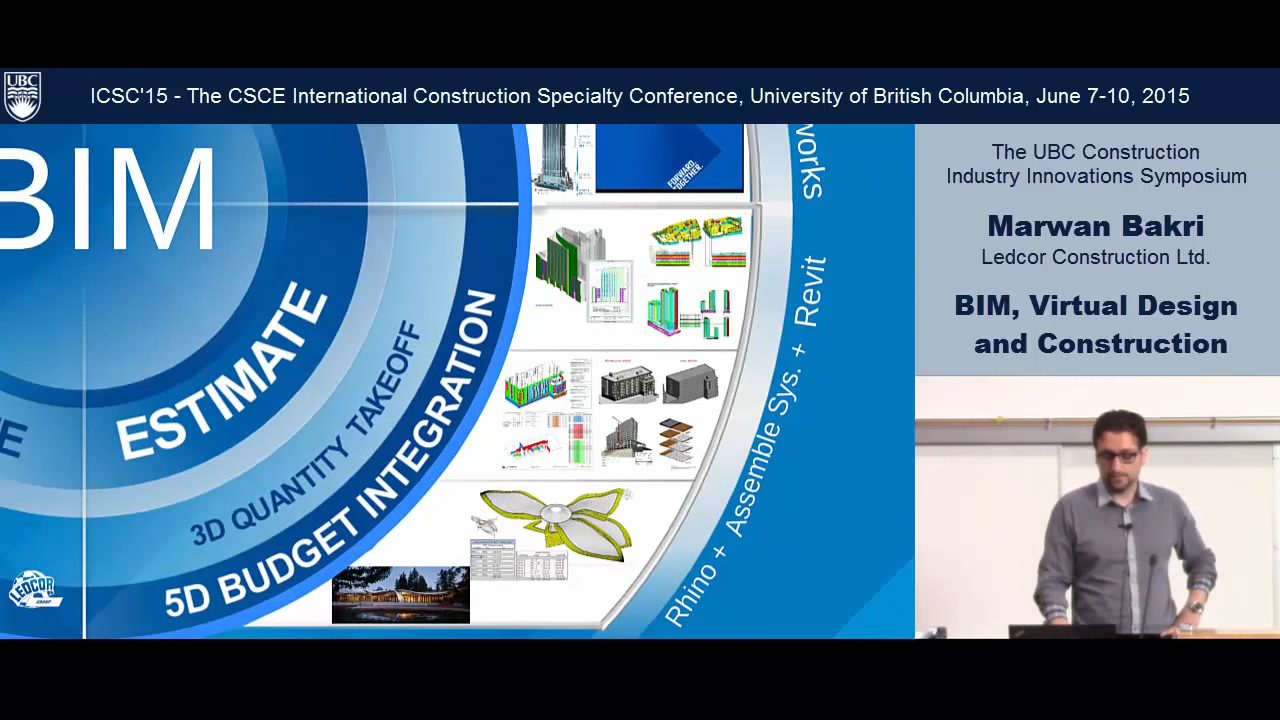 UBC
ICSC'15 - The CSCE International Construction Specialty Conference, University of British Columbia, June 7-10, 2015
The UBC Construction
Industry Innovations Symposium
Marwan Bakri
Ledcor Construction Ltd.
BIM, Virtual Design
and Construction
BIM
ESTIMATE
3D QUANTITY TAKEOFF
5D BUDGET INTEGRATION
FORWARD.
TOGETHER.
works
Rhino + Assemble Sys. + Revit
LEDCOR
GROUP